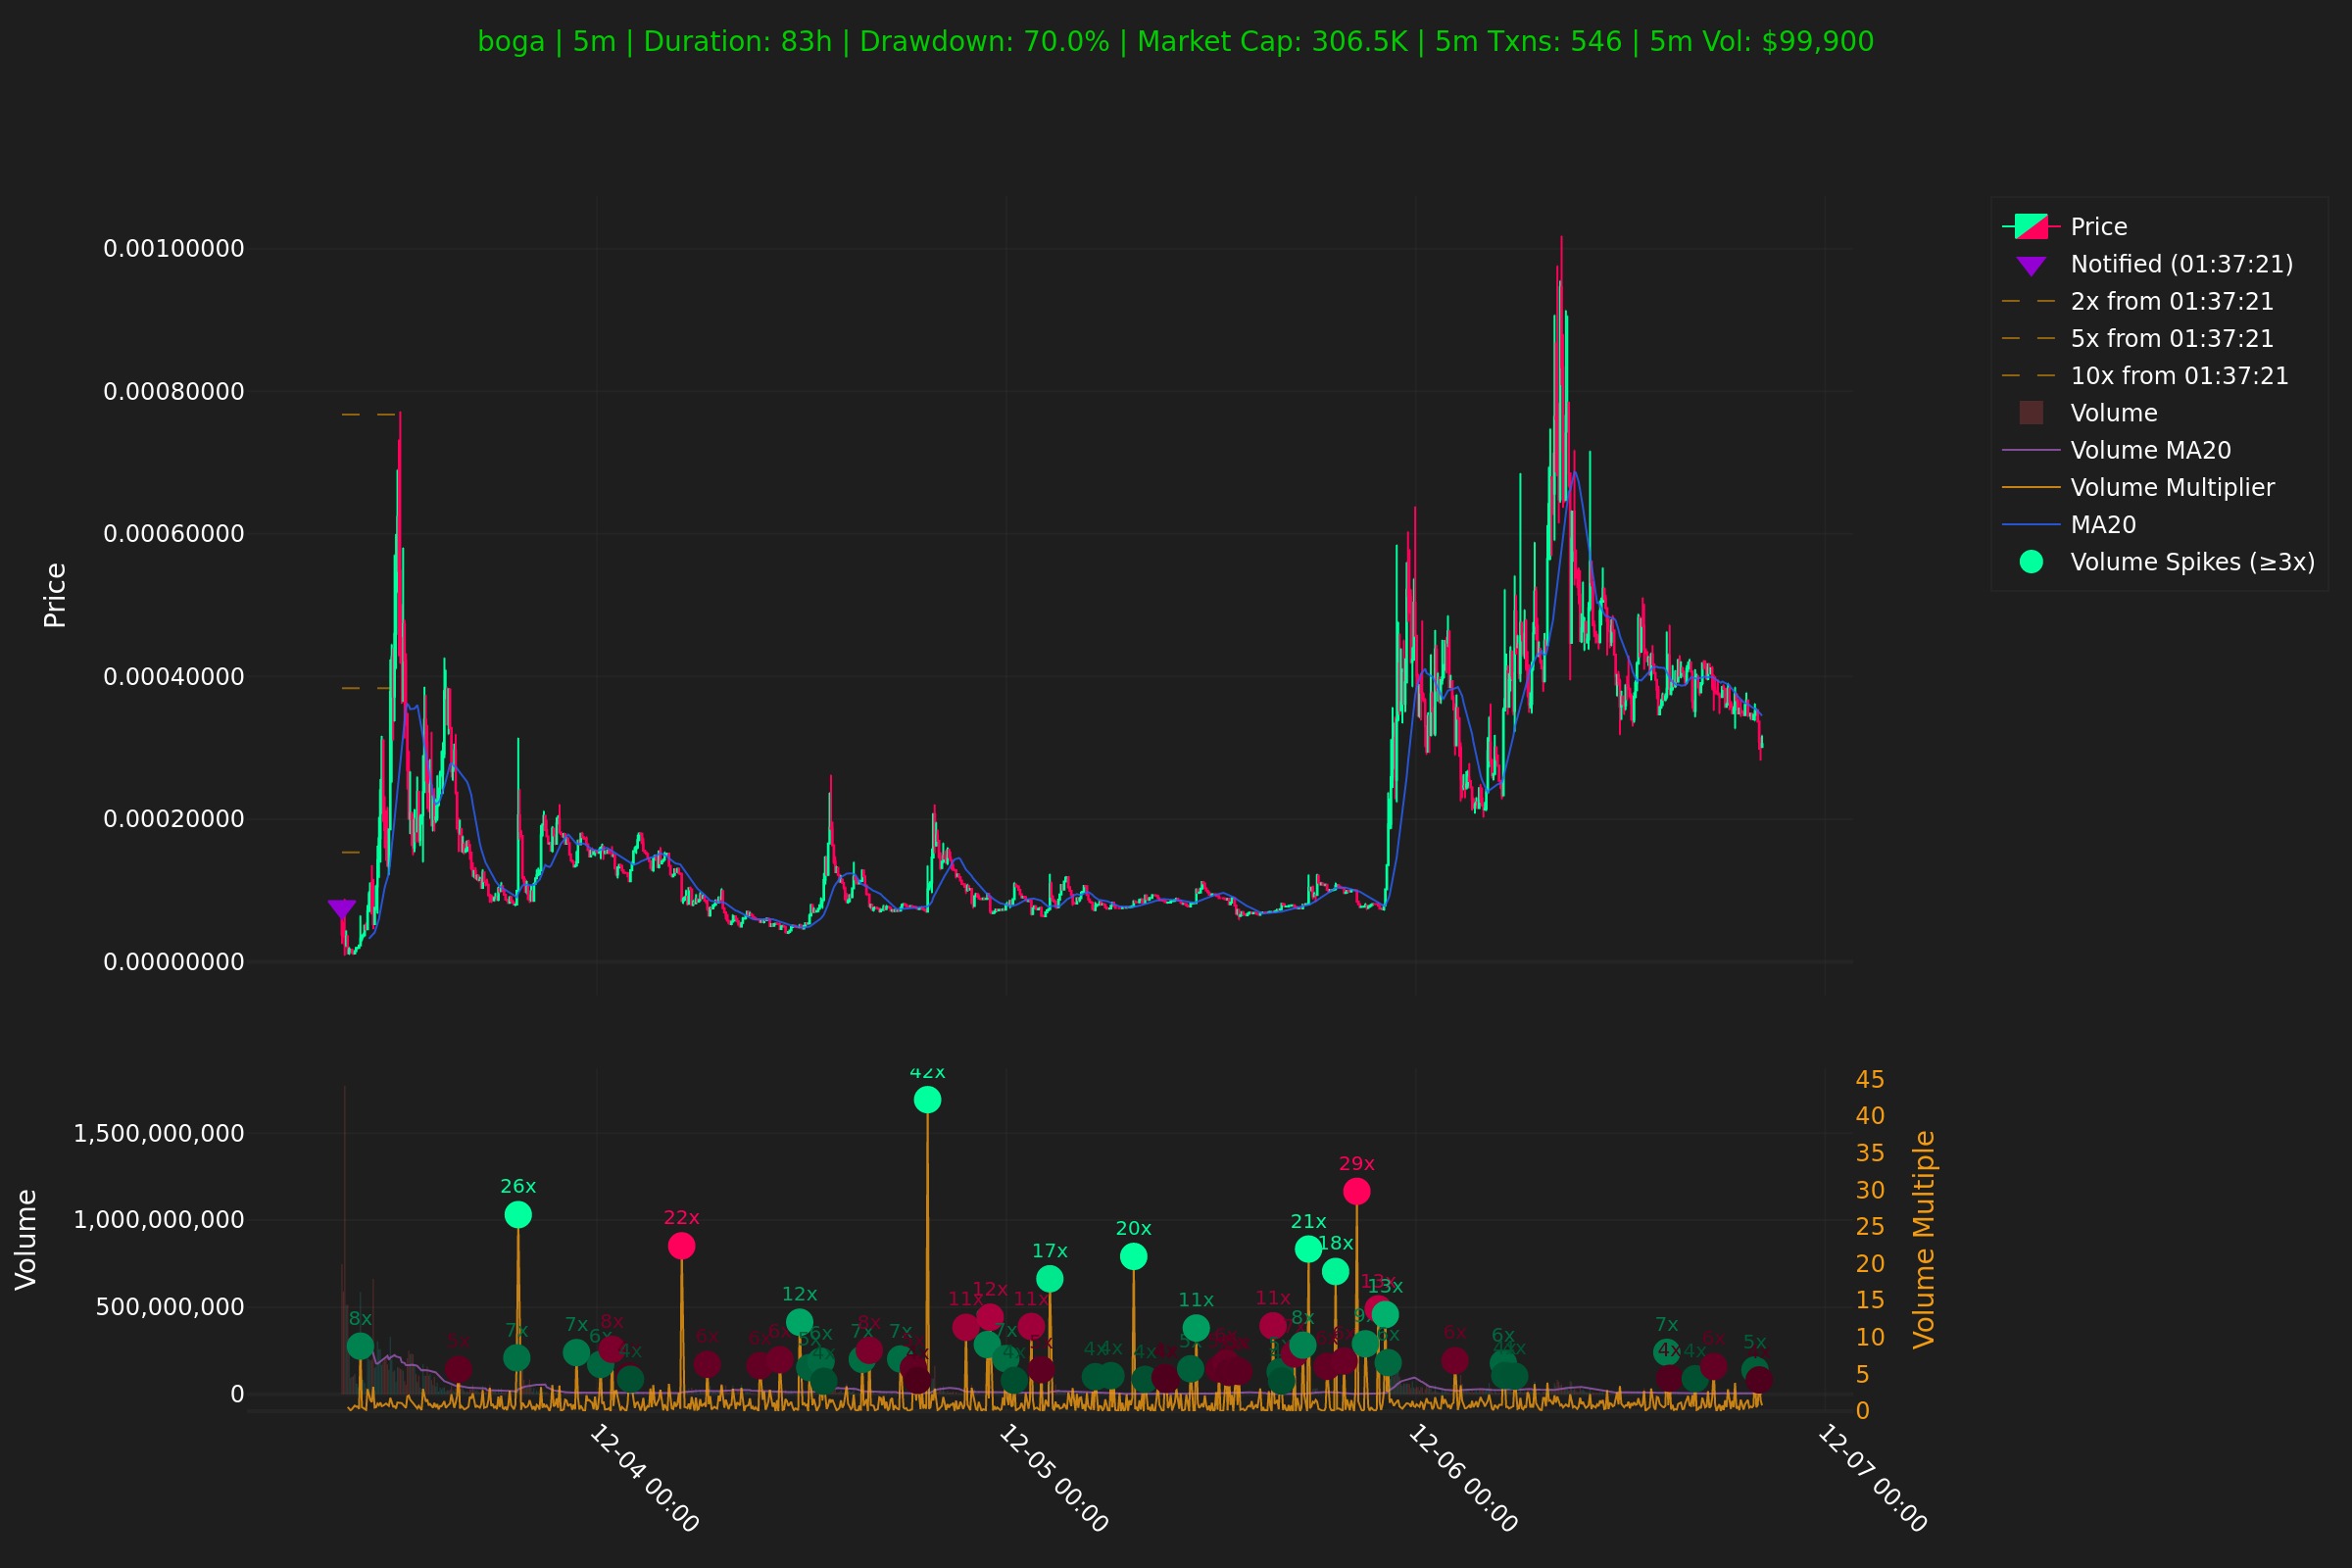 boga | 5m | Duration: 83h | Drawdown: 70.0% | Market Cap: 306.5K | 5m Txns: 546 | 5m Vol: $99,900
Price
0.00100000
0.00080000
0.00060000
0.00040000
0.00020000
0.00000000
Price
Notified (01:37:21)
2x from 01:37:21
5x from 01:37:21
10x from 01:37:21
Volume
Volume MA20
Volume Multiplier
MA20
Volume Spikes (≥3x)
Volume
1,500,000,000
1,000,000,000
500,000,000
0
42x
29x
26x
22x
21x
20x
18x
17x
12x
12x
11x
11x
11x
11x
13x
13x
8x
7x
7x
6x
8x
4x
6x
7x
8x
7x
7x
8x
6x
6x
7x
4x
5x
45
40
35
30
25
20
15
10
5
0
Volume Multiple
12-04 00:00
12-05 00:00
12-06 00:00
12-07 00:00